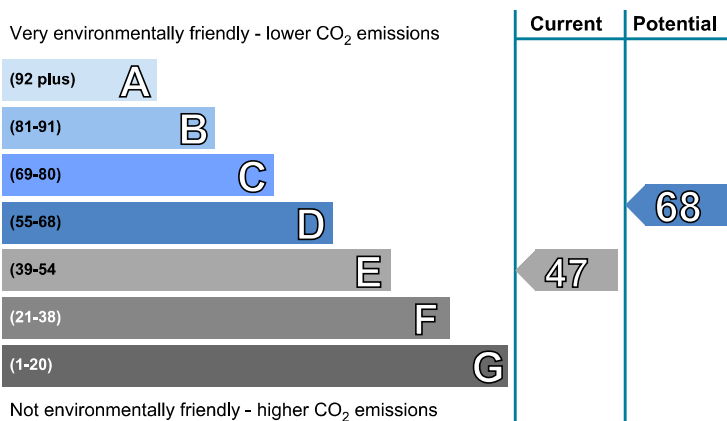 Very environmentally friendly - lower CO₂ emissions
Current
Potential
(92 plus) A
(81-91) B
(69-80) C
(55-68) D
68
(39-54 E
47
(21-38) F
(1-20) G
Not environmentally friendly - higher CO₂ emissions